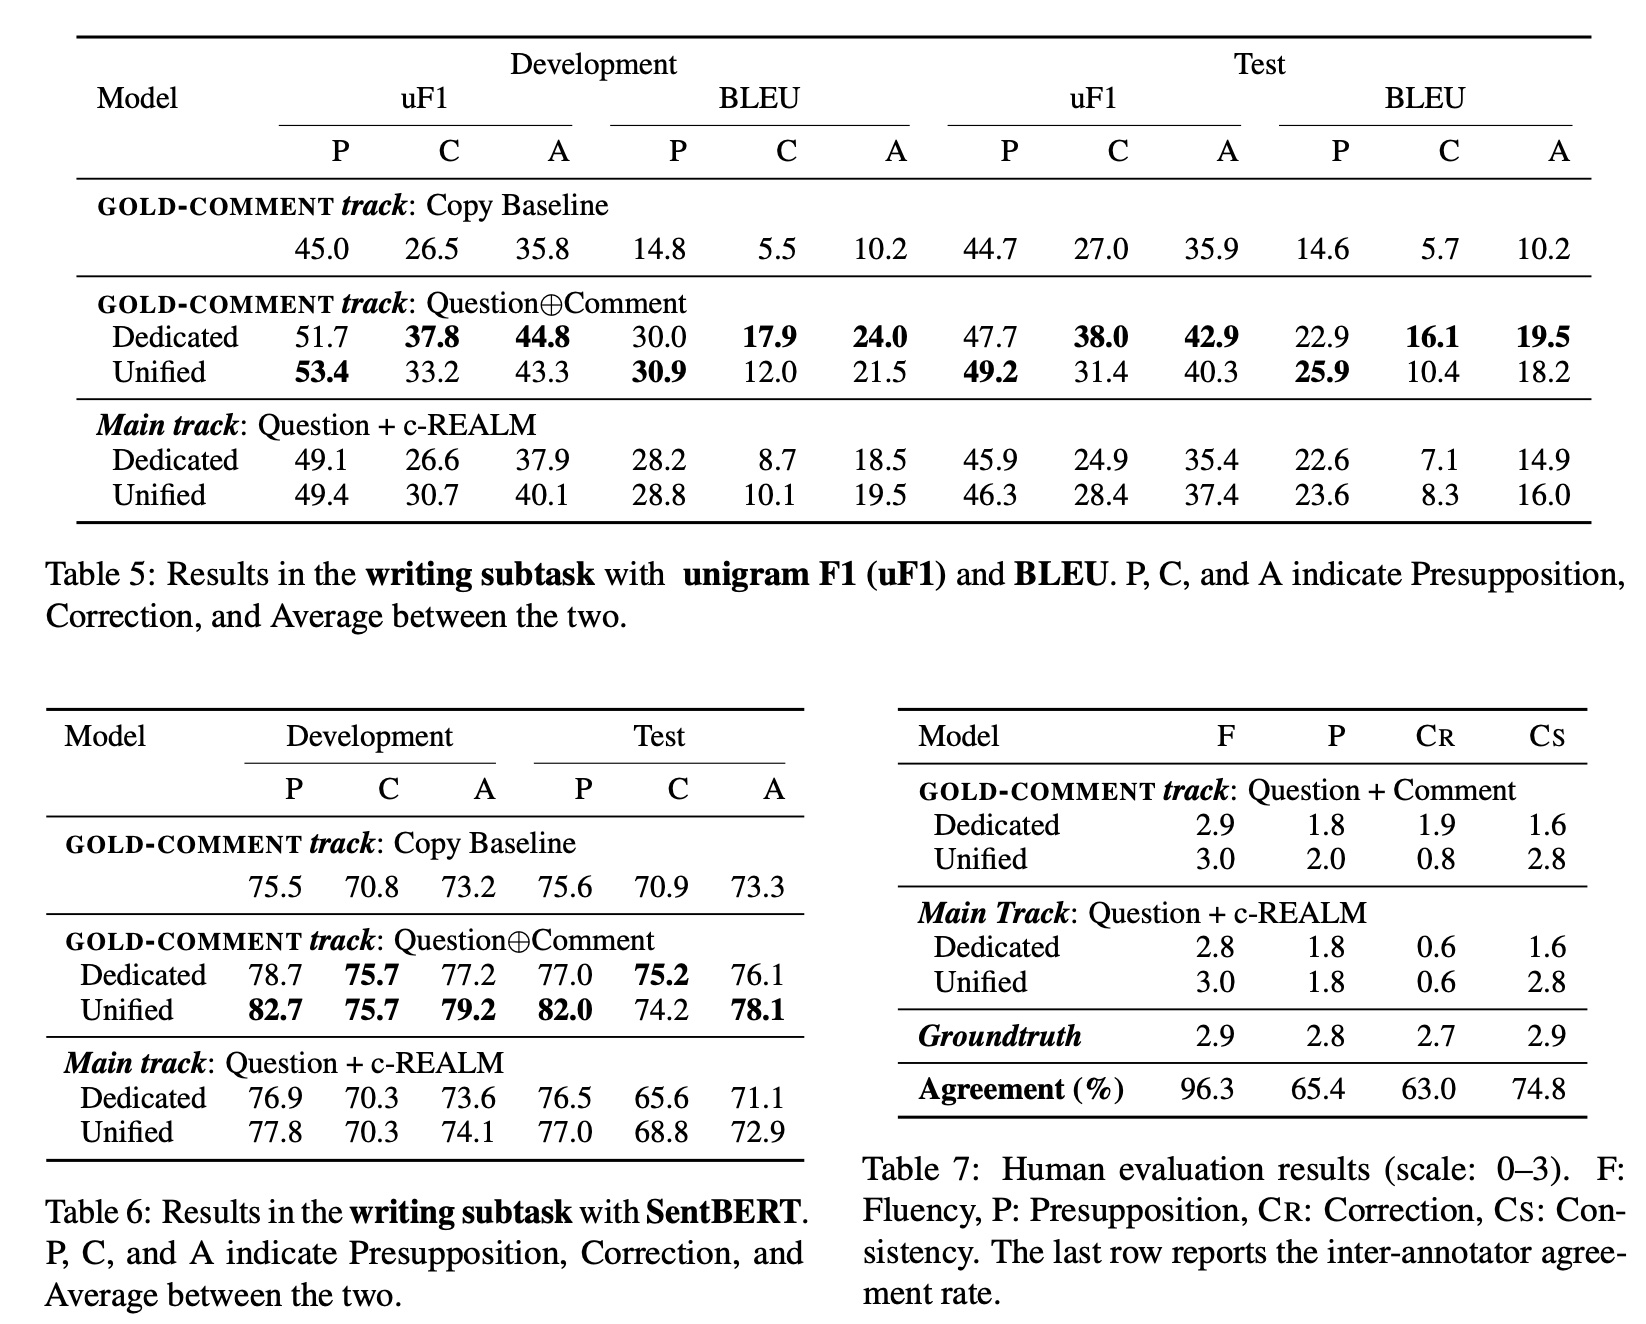 Development Test
Model uF1 BLEU uF1 BLEU
P C A P C A P C A P C A
GOLD-COMMENT track: Copy Baseline
45.0 26.5 35.8 14.8 5.5 10.2 44.7 27.0 35.9 14.6 5.7 10.2
GOLD-COMMENT track: Question⊕Comment
Dedicated 51.7 37.8 44.8 30.0 17.9 24.0 47.7 38.0 42.9 22.9 16.1 19.5
Unified 53.4 33.2 43.3 30.9 12.0 21.5 49.2 31.4 40.3 25.9 10.4 18.2
Main track: Question + c-REALM
Dedicated 49.1 26.6 37.9 28.2 8.7 18.5 45.9 24.9 35.4 22.6 7.1 14.9
Unified 49.4 30.7 40.1 28.8 10.1 19.5 46.3 28.4 37.4 23.6 8.3 16.0
Table 5: Results in the writing subtask with unigram F1 (uF1) and BLEU. P, C, and A indicate Presupposition,
Correction, and Average between the two.
Model Development Test
P C A P C A
GOLD-COMMENT track: Copy Baseline
75.5 70.8 73.2 75.6 70.9 73.3
GOLD-COMMENT track: Question⊕Comment
Dedicated 78.7 75.7 77.2 77.0 75.2 76.1
Unified 82.7 75.7 79.2 82.0 74.2 78.1
Main track: Question + c-REALM
Dedicated 76.9 70.3 73.6 76.5 65.6 71.1
Unified 77.8 70.3 74.1 77.0 68.8 72.9
Table 6: Results in the writing subtask with SentBERT.
P, C, and A indicate Presupposition, Correction, and
Average between the two.
Model F P CR CS
GOLD-COMMENT track: Question + Comment
Dedicated 2.9 1.8 1.9 1.6
Unified 3.0 2.0 0.8 2.8
Main Track: Question + c-REALM
Dedicated 2.8 1.8 0.6 1.6
Unified 3.0 1.8 0.6 2.8
Groundtruth 2.9 2.8 2.7 2.9
Agreement (%) 96.3 65.4 63.0 74.8
Table 7: Human evaluation results (scale: 0–3). F:
Fluency, P: Presupposition, CR: Correction, CS: Con-
sistency. The last row reports the inter-annotator agree-
ment rate.